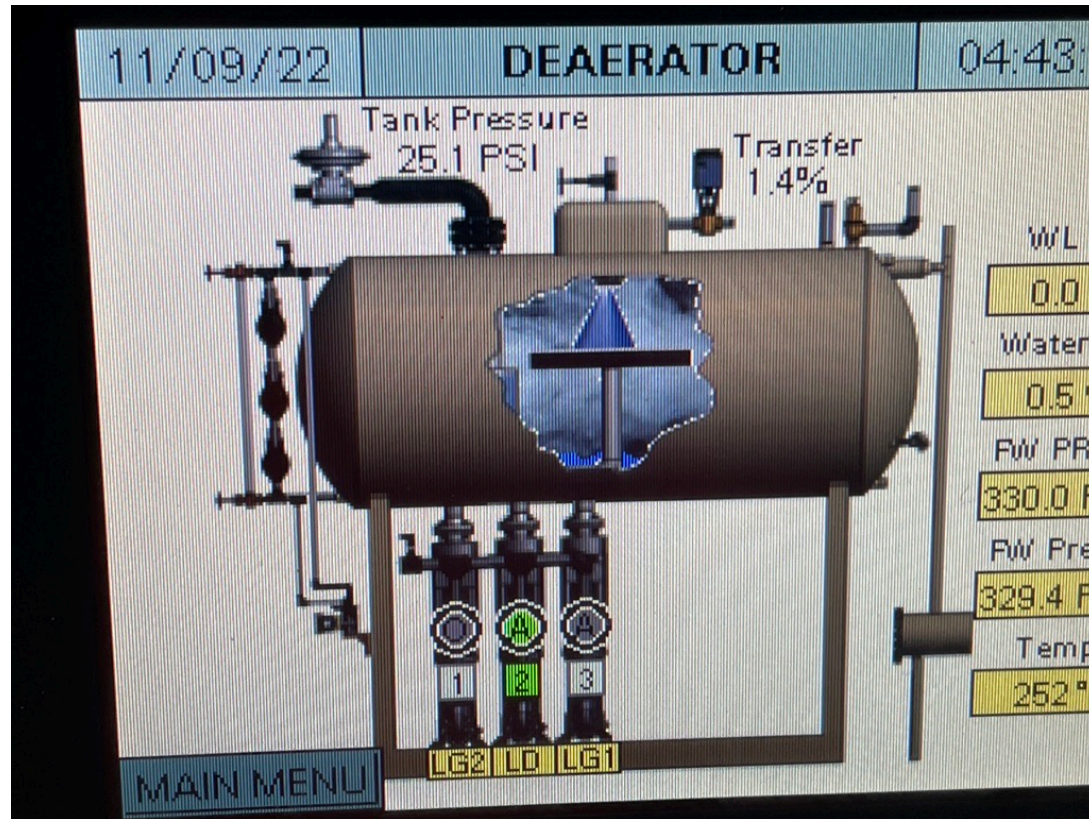 11/09/22
DEAERATOR
04:43:
Tank Pressure
25.1 PSI
Transfer
1.4%
WL
0.0
Water
0.5
FW PR
330.0
FW Pre
329.4 P
Temp
252°
A
A
1
2
3
LG2
LD
LG1
MAIN MENU